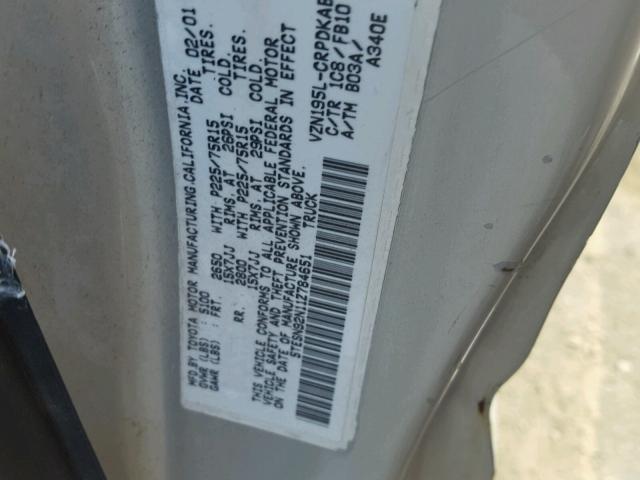 MFD.BY TOYOTA MOTOR MANUFACTURING,CALIFORNIA INC.
GVWR (LBS): 5100 DATE 02/01
GAWR (LBS): FRT. 2650 WITH P225/75R15 TIRES.
15X7JJ RIMS. AT 26PSI COLD.
RR. 2800 WITH P225/75R15 TIRES.
15X7JJ RIMS. AT 29PSI COLD.
THIS VEHICLE CONFORMS TO ALL APPLICABLE FEDERAL MOTOR
VEHICLE SAFETY AND THEFT PREVENTION STANDARDS IN EFFECT
ON THE DATE OF MANUFACTURE SHOWN ABOVE.
5TESN92N11Z784651 TRUCK
VZN195L-CRPDKAB
C/TR 1C8/FB10
A/TM B03A/
A340E